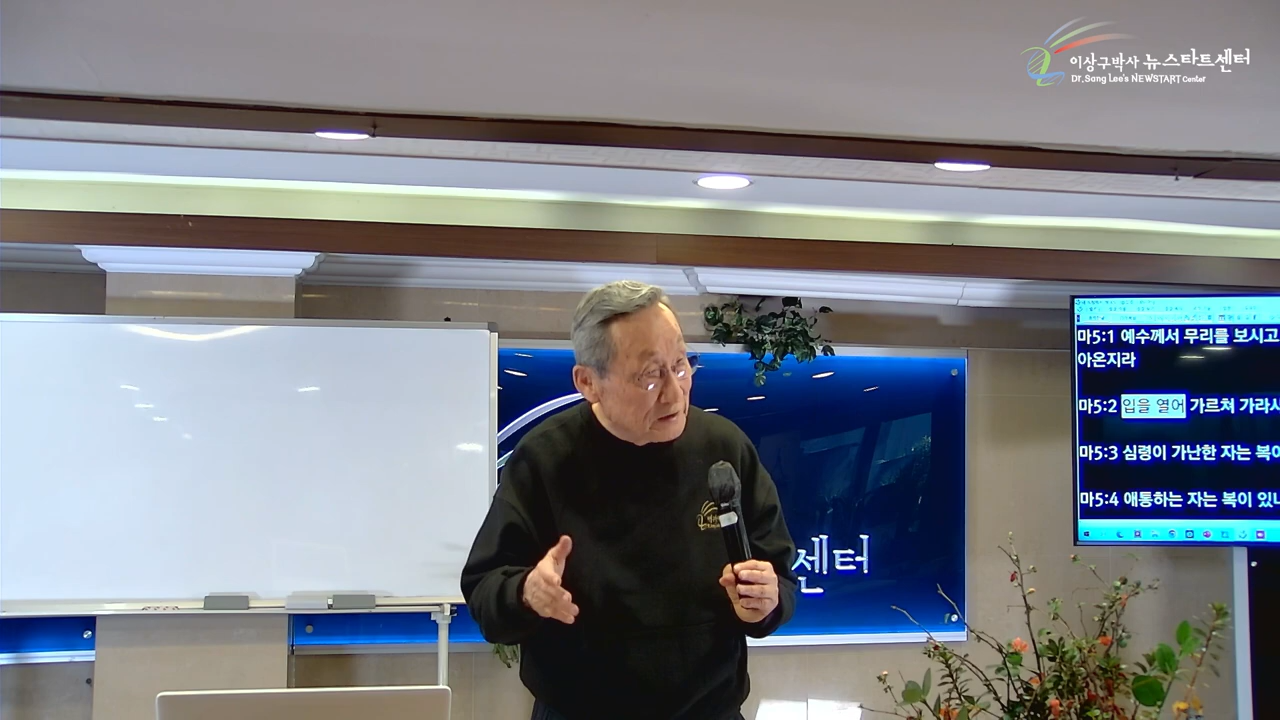 이상구박사 뉴스타트센터
Dr. Sang Lee's NEWSTART Center
마5:1 예수께서 무리를 보시고
아온지라
마5:2 입을 열어 가르쳐 가라사
마5:3 심령이 가난한 자는 복이
마5:4 애통하는 자는 복이 있나
센터